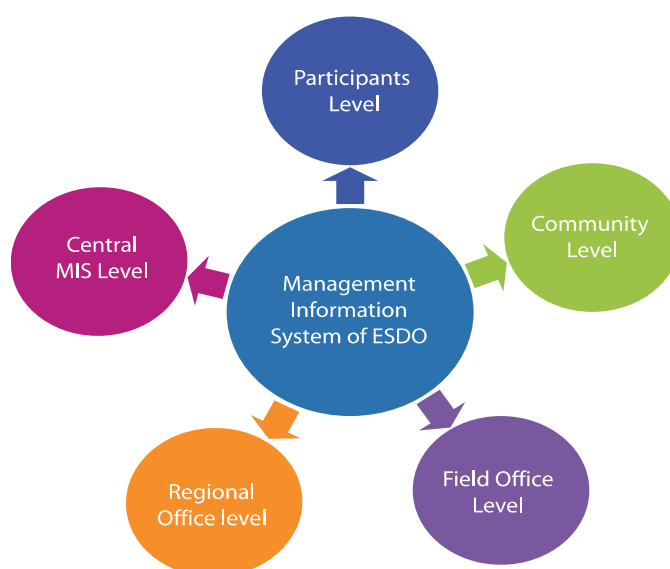 Participants
Level
Community
Level
Central
MIS Level
Management
Information
System of ESDO
Field Office
Level
Regional
Office level